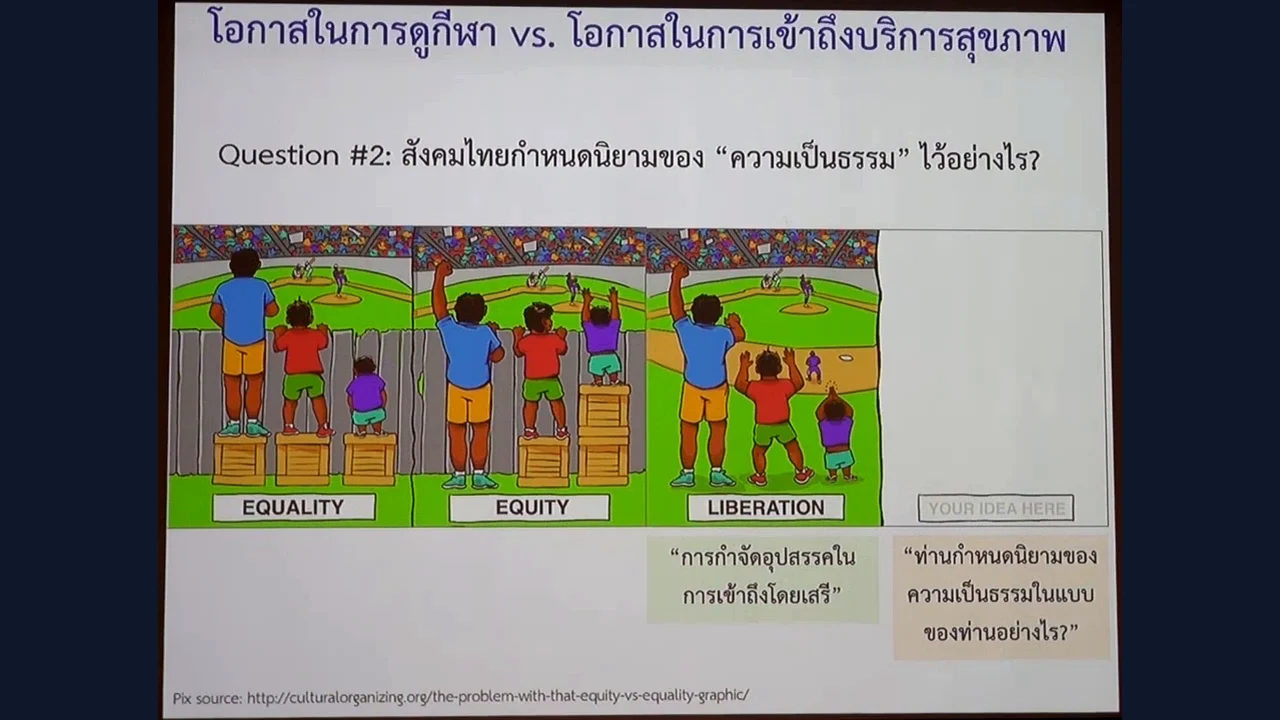 โอกาสในการดูกีฬา vs. โอกาสในการเข้าถึงบริการสุขภาพ
Question #2: สังคมไทยกำหนดนิยามของ “ความเป็นธรรม” ไว้อย่างไร?
EQUALITY
EQUITY
LIBERATION
YOUR IDEA HERE
“การกำจัดอุปสรรคใน
การเข้าถึงโดยเสรี”
“ท่านกำหนดนิยามของ
ความเป็นธรรมในแบบ
ของท่านอย่างไร?”
Pix source: http://culturalorganizing.org/the-problem-with-that-equity-vs-equality-graphic/